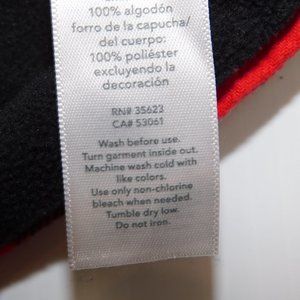 100% algodón
forro de la capucha/
del cuerpo:
100% poliéster
excluyendo la
decoración
RN# 35623
CA# 53061
Wash before use.
Turn garment inside out.
Machine wash cold with
like colors.
Use only non-chlorine
bleach when needed.
Tumble dry low.
Do not iron.